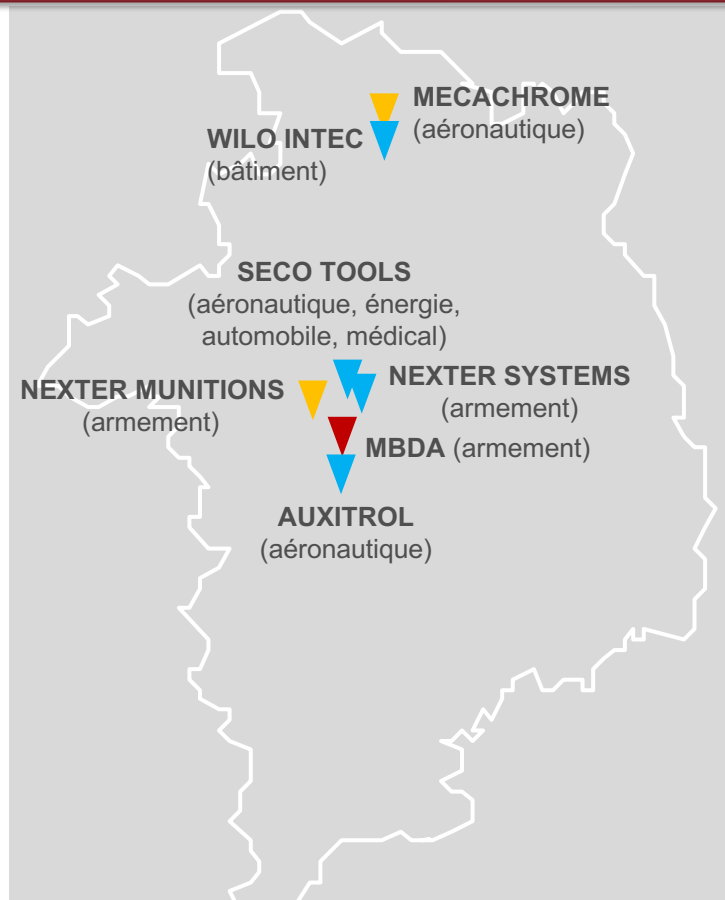 MECACHROME
(aéronautique)
WILO INTEC
(bâtiment)
SECO TOOLS
(aéronautique, énergie,
automobile, médical)
NEXTER MUNITIONS
(armement)
NEXTER SYSTEMS
(armement)
MBDA (armement)
AUXITROL
(aéronautique)